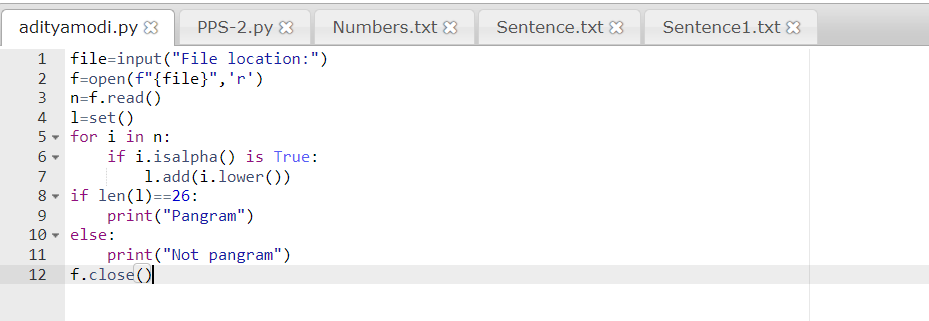 adityamodi.py PPS-2.py Numbers.txt Sentence.txt Sentence1.txt
1 file=input("File location:")
2 f=open(f"{file}",'r')
3 n=f.read()
4 l=set()
5 for i in n:
6     if i.isalpha() is True:
7         l.add(i.lower())
8 if len(l)==26:
9     print("Pangram")
10 else:
11     print("Not pangram")
12 f.close()